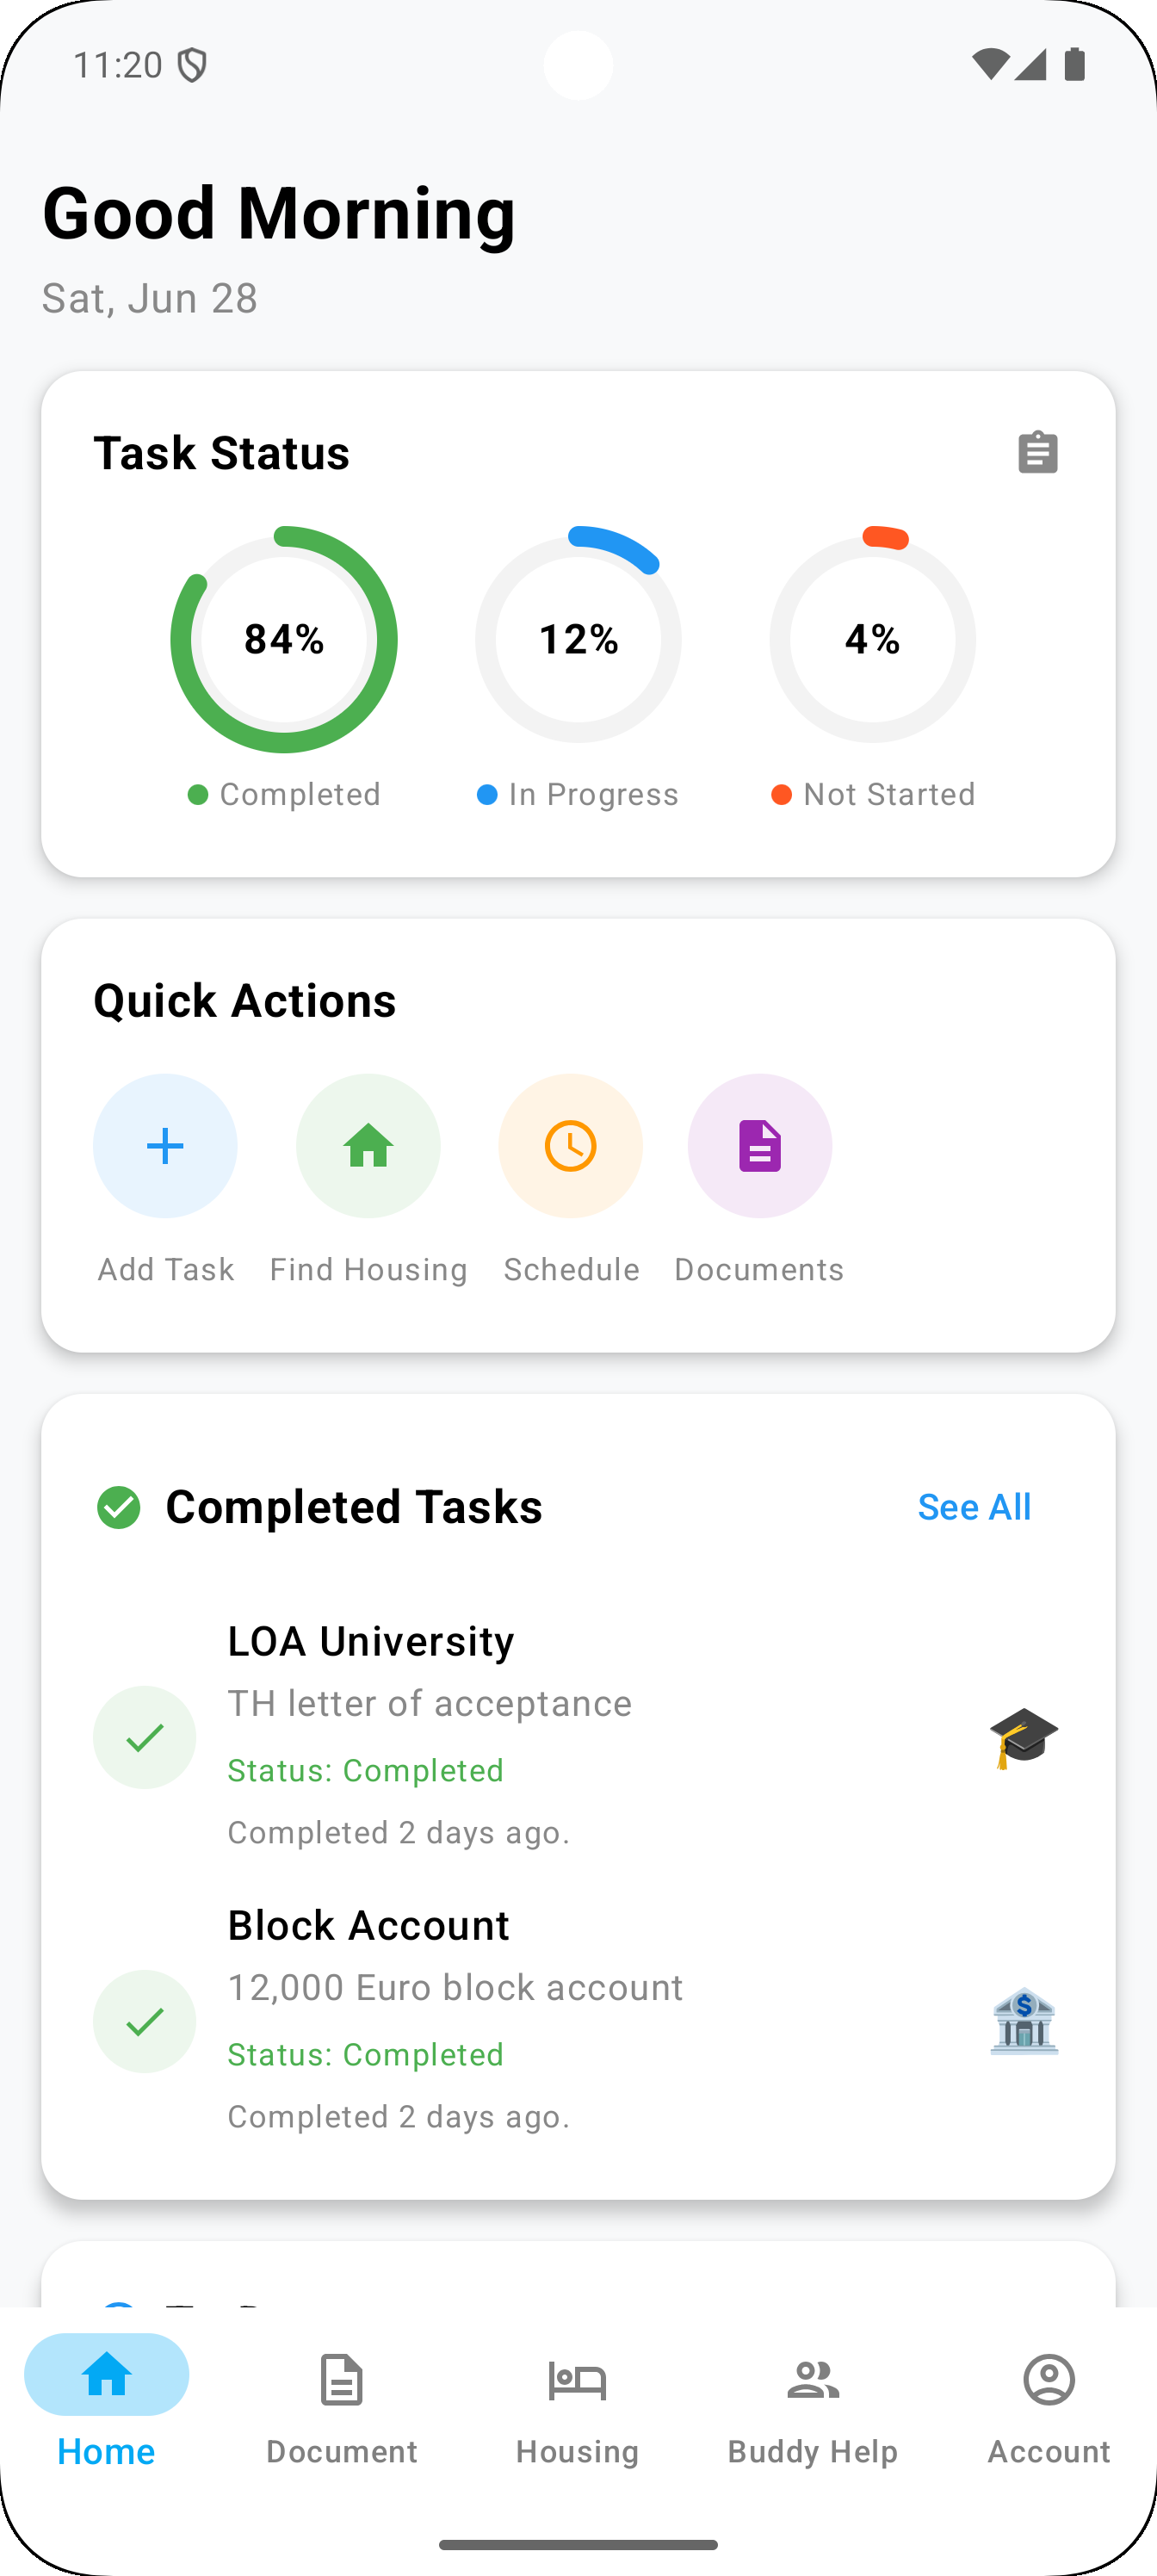 11:20
Good Morning
Sat, Jun 28
Task Status
84% 12% 4%
Completed In Progress Not Started
Quick Actions
Add Task Find Housing Schedule Documents
Completed Tasks See All
LOA University
TH letter of acceptance
Status: Completed
Completed 2 days ago.
Block Account
12,000 Euro block account
Status: Completed
Completed 2 days ago.
Home Document Housing Buddy Help Account